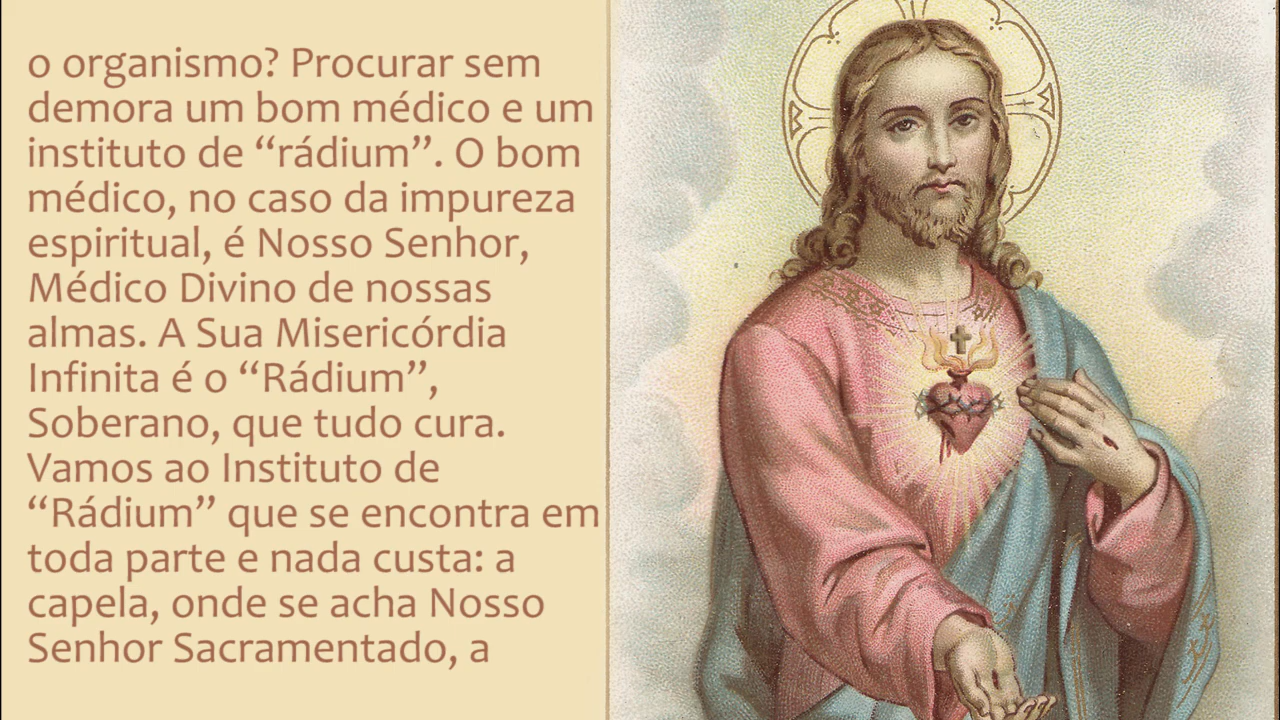 o organismo? Procurar sem
demora um bom médico e um
instituto de “rádium”. O bom
médico, no caso da impureza
espiritual, é Nosso Senhor,
Médico Divino de nossas
almas. A Sua Misericórdia
Infinita é o “Rádium”,
Soberano, que tudo cura.
Vamos ao Instituto de
“Rádium” que se encontra em
toda parte e nada custa: a
capela, onde se acha Nosso
Senhor Sacramentado, a